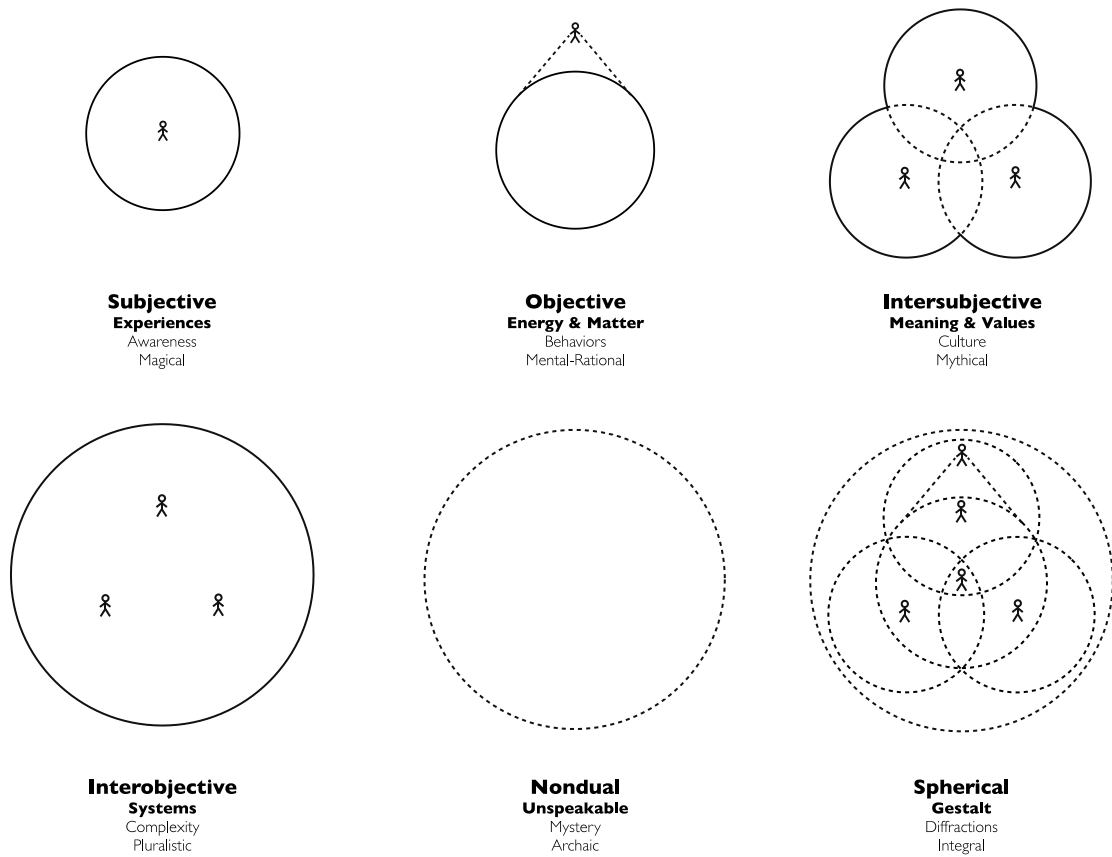 Subjective
Experiences
Awareness
Magical
Objective
Energy & Matter
Behaviors
Mental-Rational
Intersubjective
Meaning & Values
Culture
Mythical
Interobjective
Systems
Complexity
Pluralistic
Nondual
Unspeakable
Mystery
Archaic
Spherical
Gestalt
Diffractions
Integral